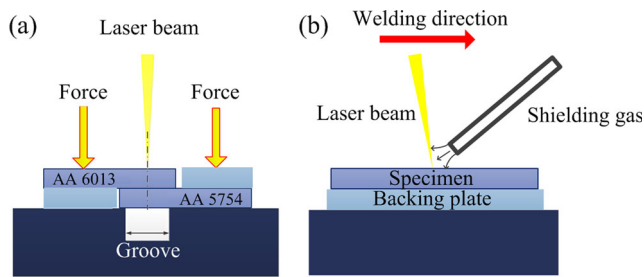 (a)
Laser beam
Force
Force
AA 6013
AA 5754
Groove
(b)
Welding direction
Laser beam
Shielding gas
Specimen
Backing plate